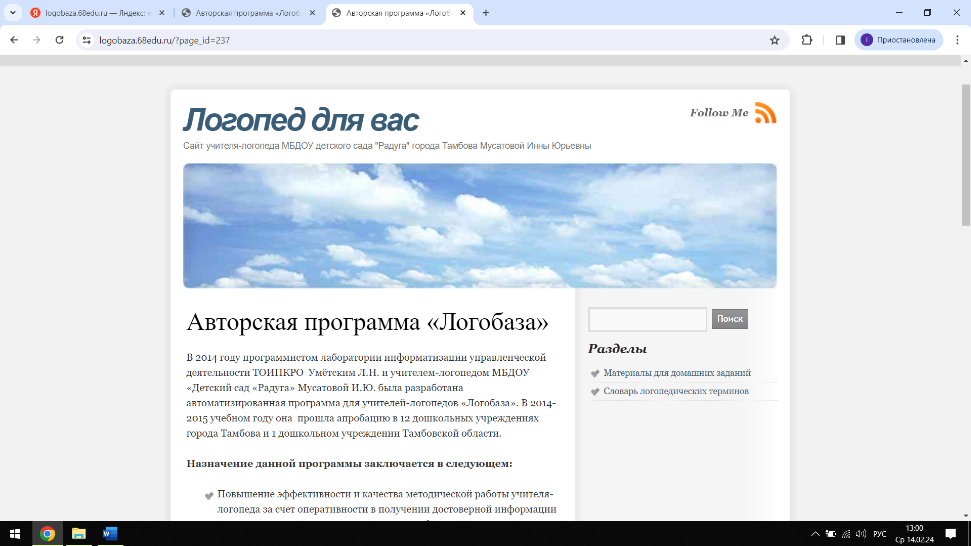 logobaza.68edu.ru — Яндекс: н
Авторская программа «Логоб
Авторская программа «Логоб
logobaza.68edu.ru/?page_id=237
Приостановлена
Логопед для вас
Follow Me
Сайт учителя-логопеда МБДОУ детского сада "Радуга" города Тамбова Мусатовой Инны Юрьевны
Авторская программа «Логобаза»
В 2014 году программистом лаборатории информатизации управленческой
деятельности ТОИПКРО Умётским Л.Н. и учителем-логопедом МБДОУ
«Детский сад «Радуга» Мусатовой И.Ю. была разработана
автоматизированная программа для учителей-логопедов «Логобаза». В 2014-
2015 учебном году она прошла апробацию в 12 дошкольных учреждениях
города Тамбова и 1 дошкольном учреждении Тамбовской области.
Назначение данной программы заключается в следующем:
Повышение эффективности и качества методической работы учителя-
логопеда за счет оперативности в получении достоверной информации
Поиск
Разделы
Материалы для домашних заданий
Словарь логопедических терминов
РУС
13:00
Ср 14.02.24